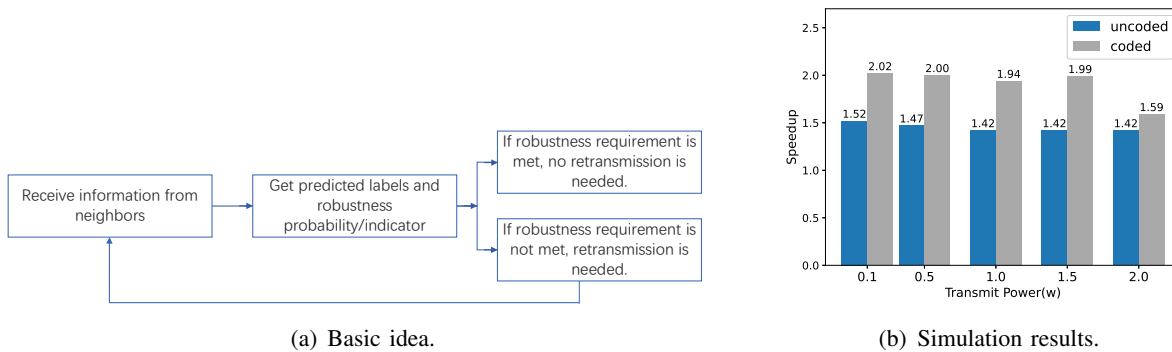 Receive information from
neighbors
Get predicted labels and
robustness
probability/indicator
If robustness requirement is
met, no retransmission is
needed.
If robustness requirement is
not met, retransmission is
needed.
(a) Basic idea.
uncoded
coded
2.5
2.0
1.5
1.0
0.5
0.0
Speedup
1.52
2.02
1.47
2.00
1.42
1.94
1.42
1.99
1.42
1.59
0.1
0.5
1.0
1.5
2.0
Transmit Power(w)
(b) Simulation results.